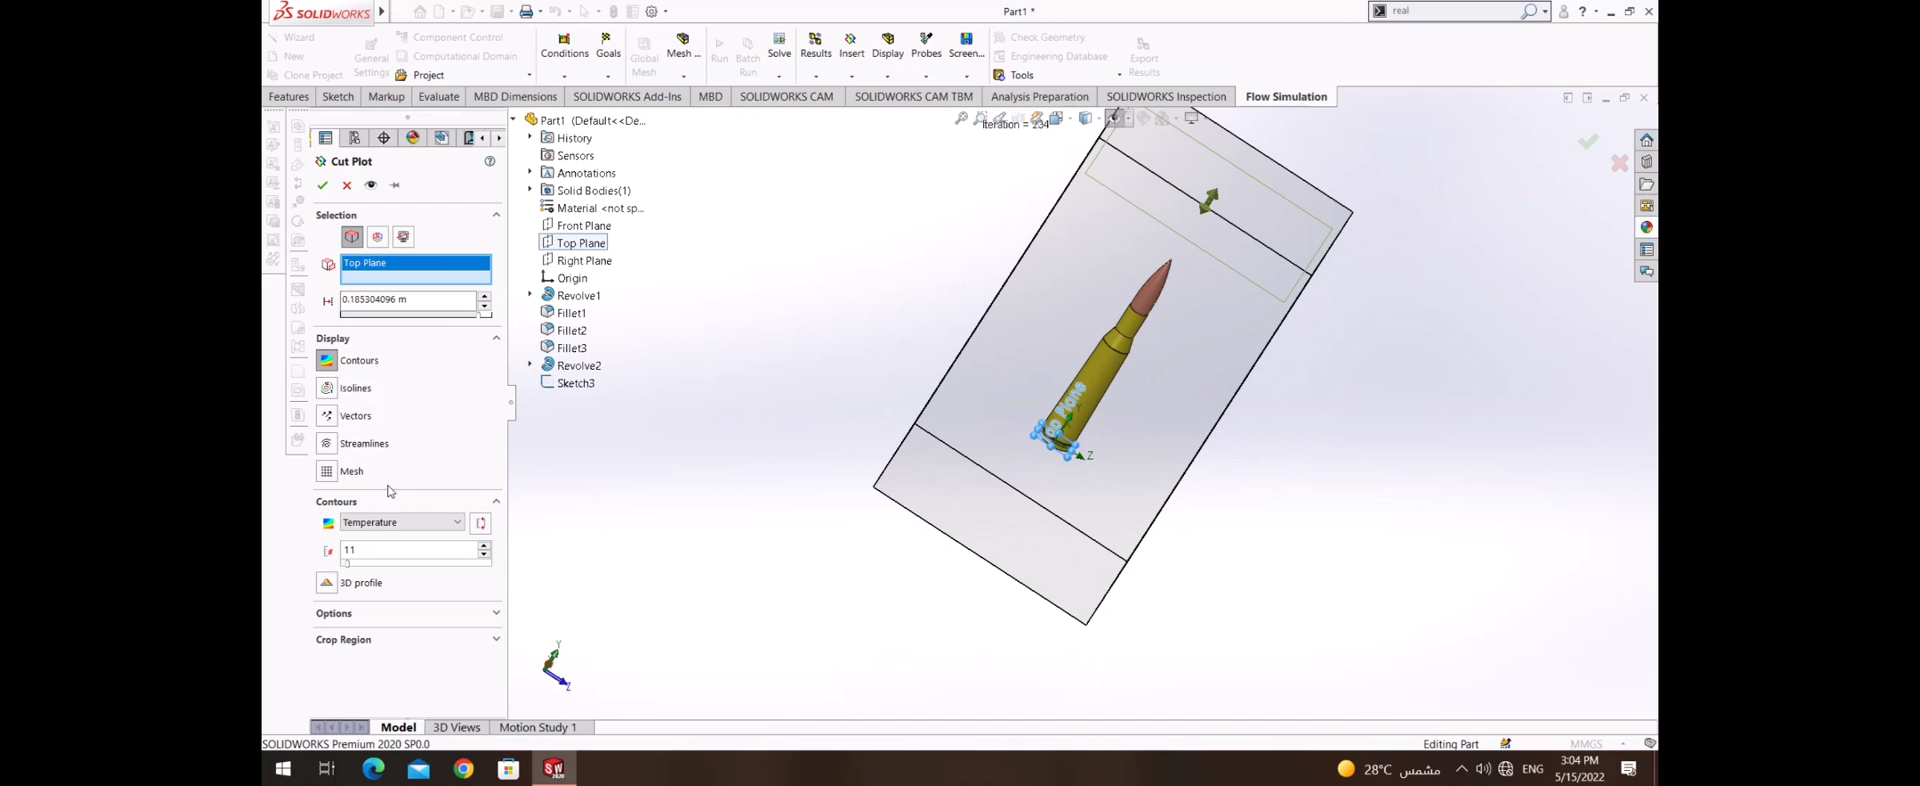 SOLIDWORKS
Part1 *
real
Wizard
New
Clone Project
General
Settings
Component Control
Computational Domain
Project
Conditions
Goals
Global
Mesh
Mesh ...
Run
Batch
Run
Solve
Results
Insert
Display
Probes
Screen...
Check Geometry
Engineering Database
Tools
Export
Results
Features
Sketch
Markup
Evaluate
MBD Dimensions
SOLIDWORKS Add-Ins
MBD
SOLIDWORKS CAM
SOLIDWORKS CAM TBM
Analysis Preparation
SOLIDWORKS Inspection
Flow Simulation
Cut Plot
Selection
Top Plane
0.185304096 m
Display
Contours
Isolines
Vectors
Streamlines
Mesh
Contours
Temperature
11
3D profile
Options
Crop Region
Part1 (Default<<De...
History
Sensors
Annotations
Solid Bodies(1)
Material <not sp...
Front Plane
Top Plane
Right Plane
Origin
Revolve1
Fillet1
Fillet2
Fillet3
Revolve2
Sketch3
Iteration = 234
Top Plane
Z
Y
Z
Model
3D Views
Motion Study 1
SOLIDWORKS Premium 2020 SP0.0
Editing Part
MMGS
28°C مشمس
ENG
3:04 PM
5/15/2022